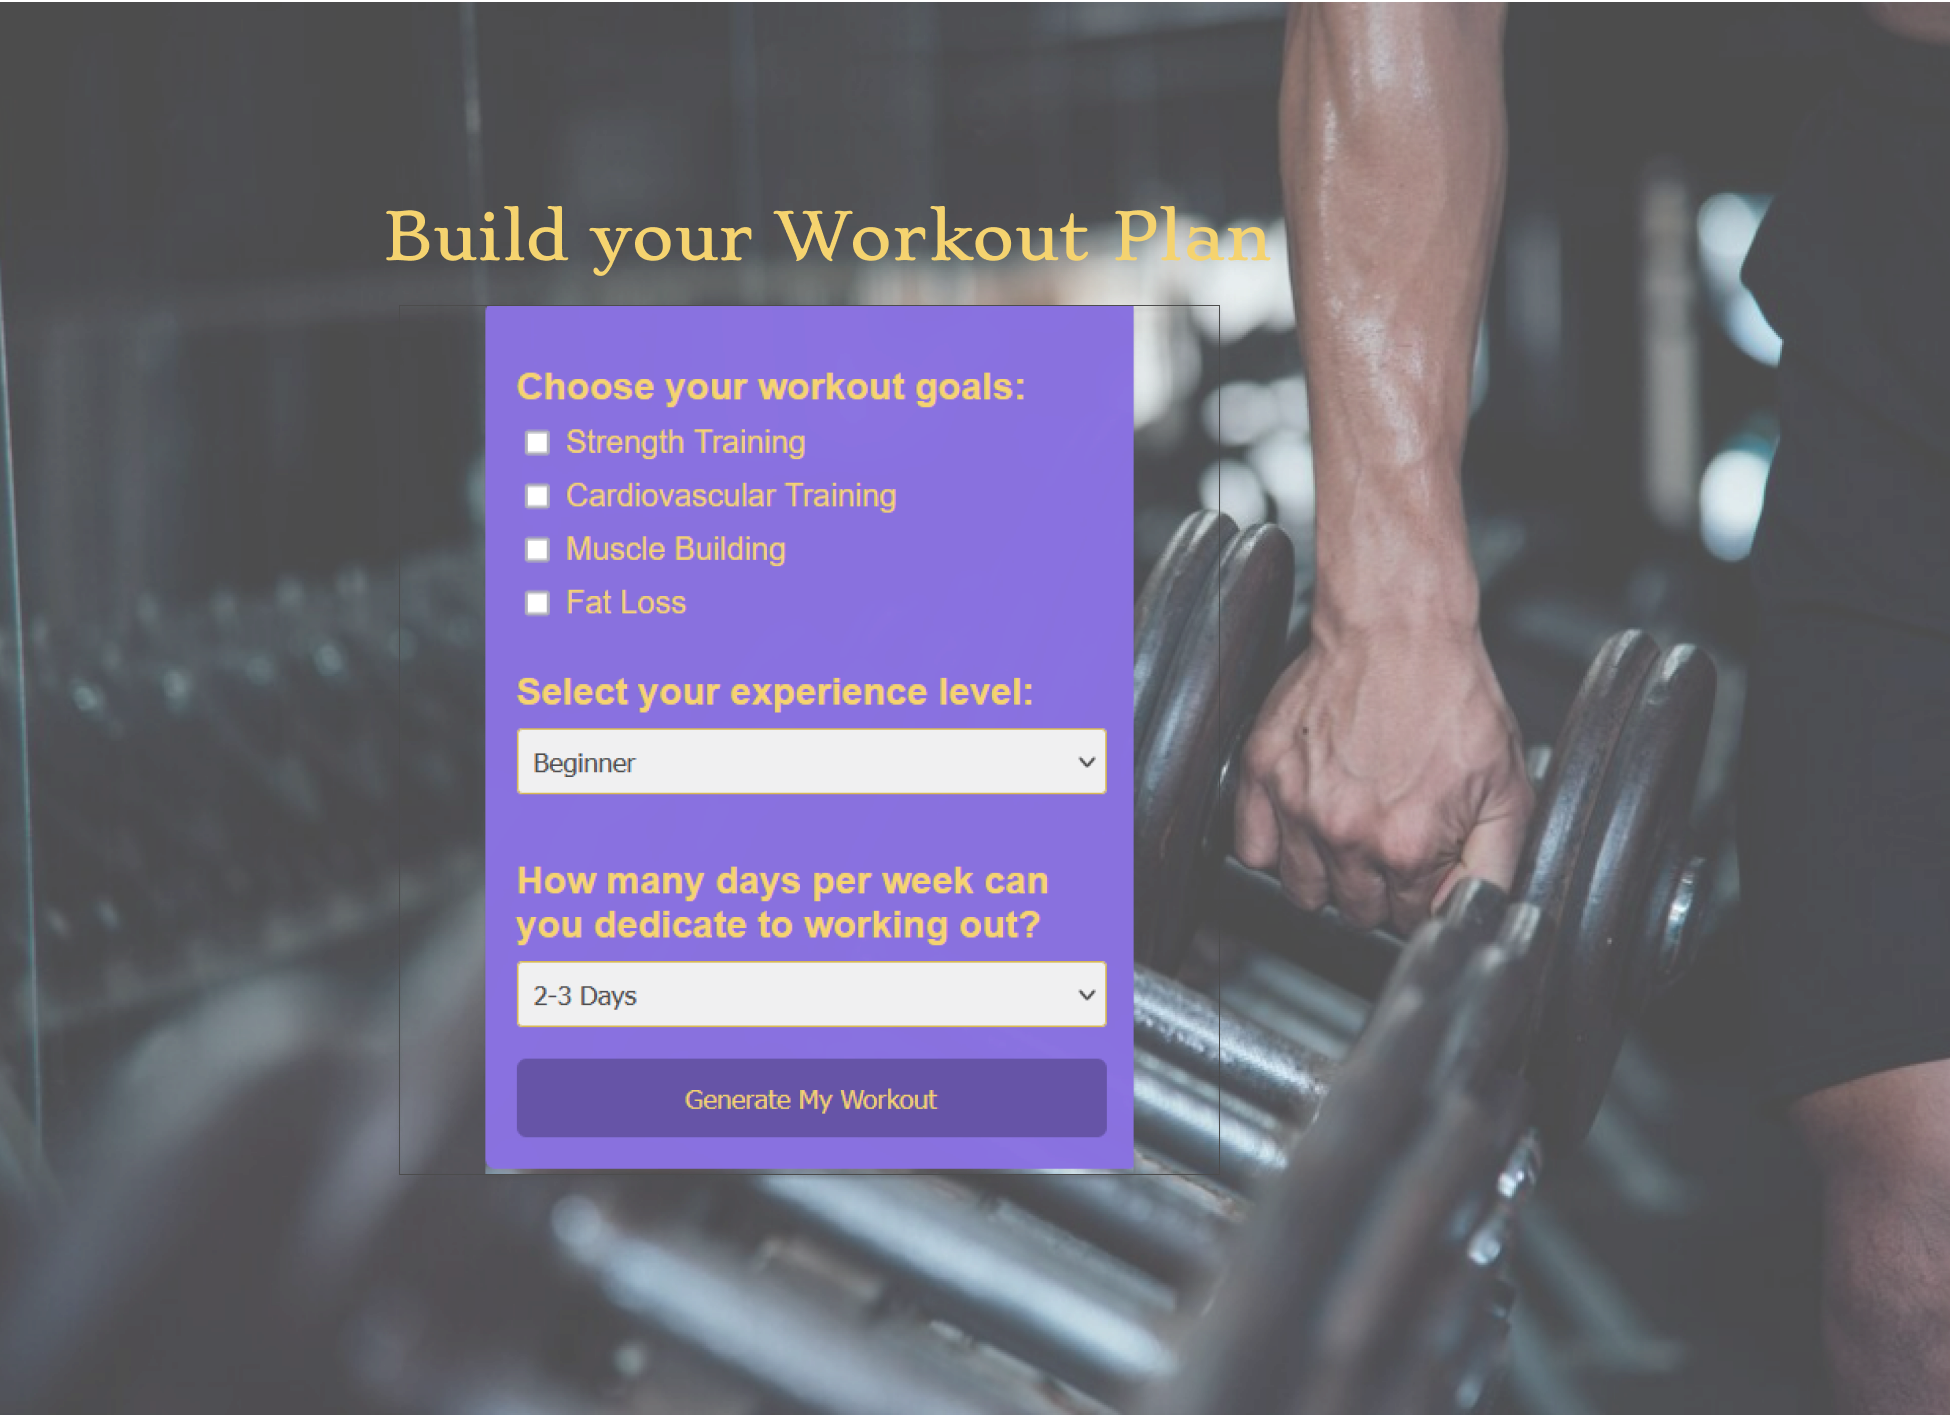 Build your Workout Plan
Choose your workout goals:
Strength Training
Cardiovascular Training
Muscle Building
Fat Loss
Select your experience level:
Beginner
How many days per week can
you dedicate to working out?
2-3 Days
Generate My Workout